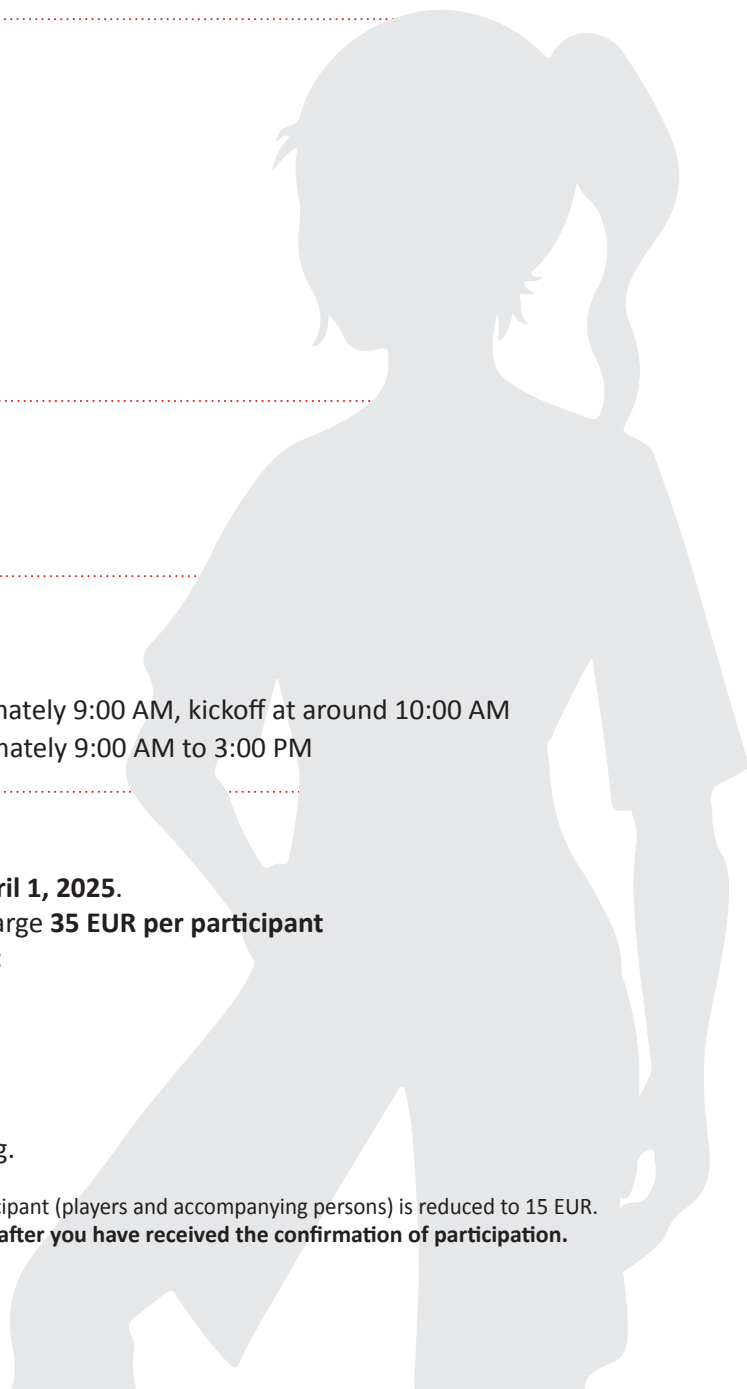 nately 9:00 AM, kickoff at around 10:00 AM
nately 9:00 AM to 3:00 PM
ril 1, 2025.
arge 35 EUR per participant
:
g.
cipant (players and accompanying persons) is reduced to 15 EUR.
after you have received the confirmation of participation.